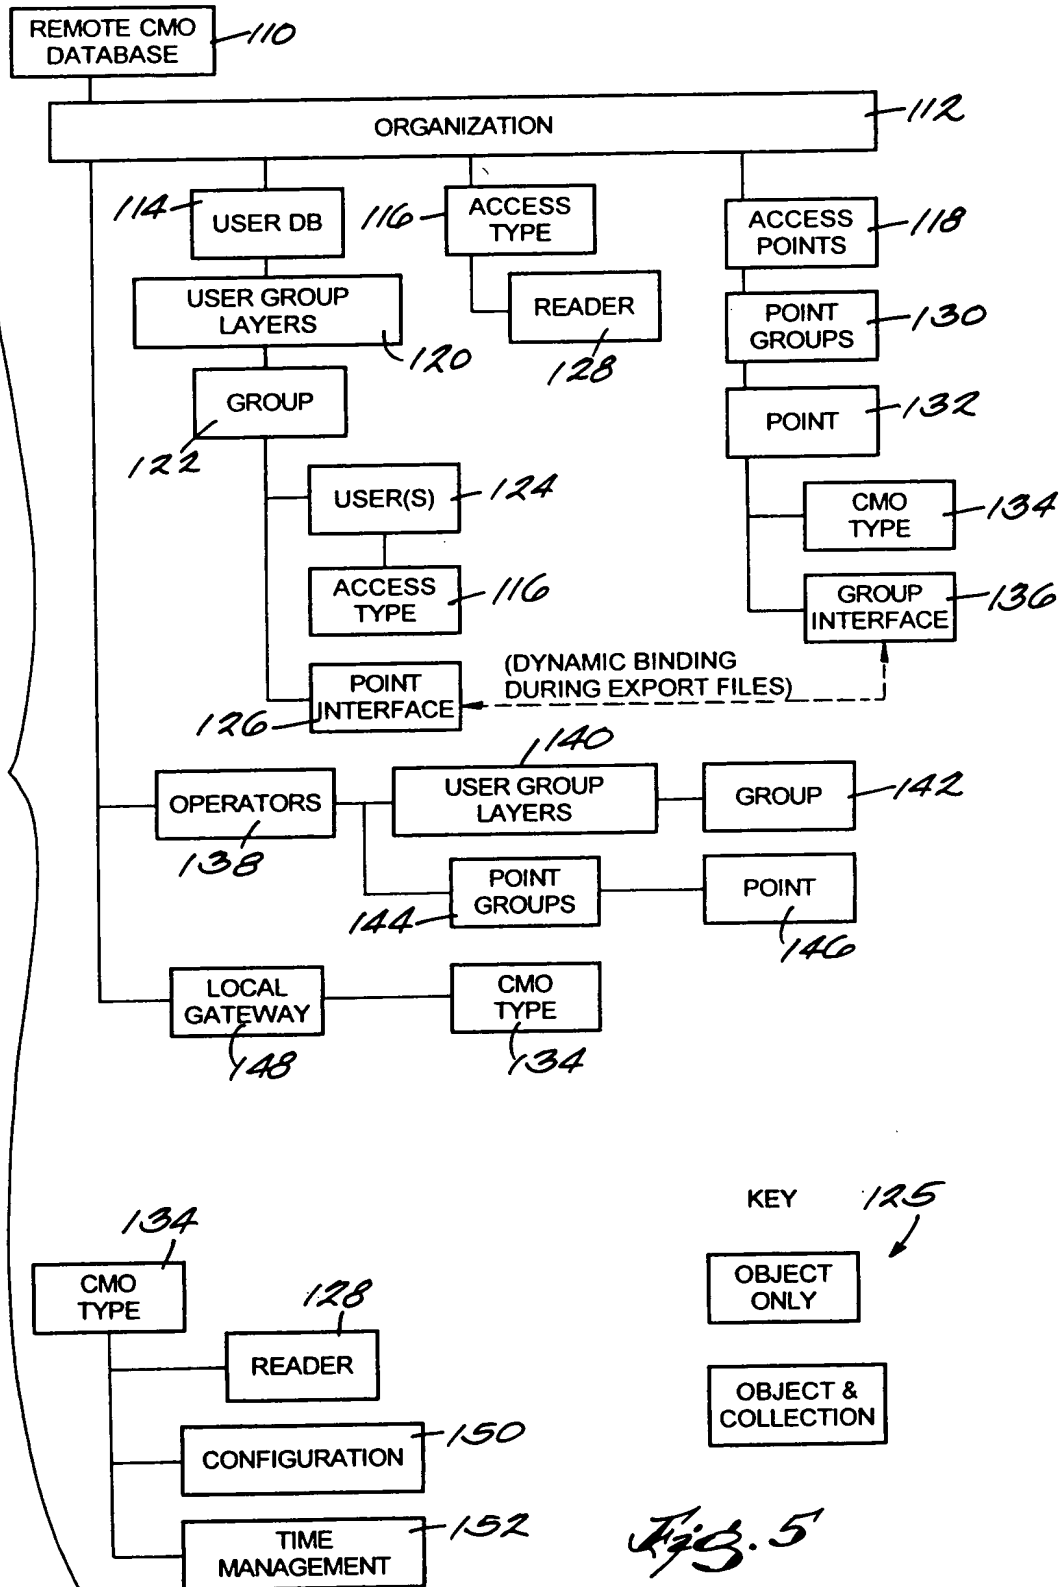 REMOTE CMO
DATABASE
110
ORGANIZATION
112
114
USER DB
116
ACCESS
TYPE
ACCESS
POINTS
118
USER GROUP
LAYERS
120
READER
128
POINT
GROUPS
130
GROUP
122
POINT
132
USER(S)
124
CMO
TYPE
134
ACCESS
TYPE
116
GROUP
INTERFACE
136
POINT
INTERFACE
126
(DYNAMIC BINDING
DURING EXPORT FILES)
OPERATORS
138
140
USER GROUP
LAYERS
GROUP
142
POINT
GROUPS
144
POINT
146
LOCAL
GATEWAY
148
CMO
TYPE
134
134
CMO
TYPE
128
READER
CONFIGURATION
150
TIME
MANAGEMENT
152
KEY
125
OBJECT
ONLY
OBJECT &
COLLECTION
Fig. 5